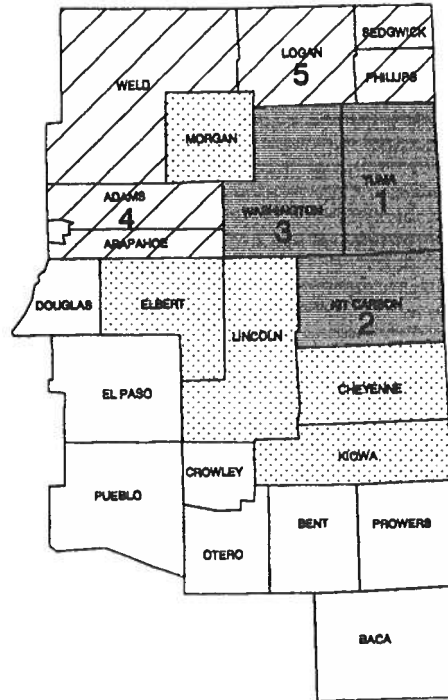 SEDGWICK
LOGAN
5
PHILLIPS
WELD
MORGAN
YUMA
1
ADAMS
4
WASHINGTON
3
ARAPAHOE
DOUGLAS
ELBERT
KIT CARSON
2
LINCOLN
CHEYENNE
EL PASO
KIOWA
CROWLEY
PUEBLO
BENT
PROWERS
OTERO
BACA